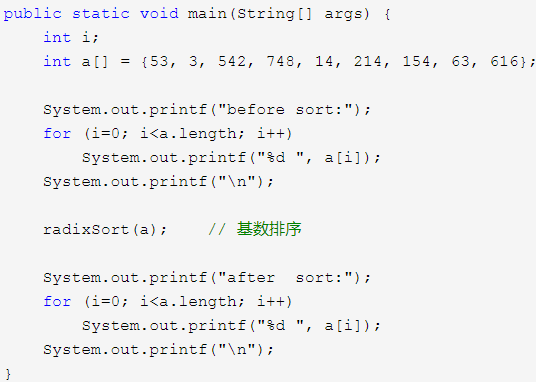 public static void main(String[] args) {
    int i;
    int a[] = {53, 3, 542, 748, 14, 214, 154, 63, 616};
    System.out.printf("before sort:");
    for (i=0; i<a.length; i++)
        System.out.printf("%d ", a[i]);
    System.out.printf("\n");
    radixSort(a);    // 基数排序
    System.out.printf("after  sort:");
    for (i=0; i<a.length; i++)
        System.out.printf("%d ", a[i]);
    System.out.printf("\n");
}